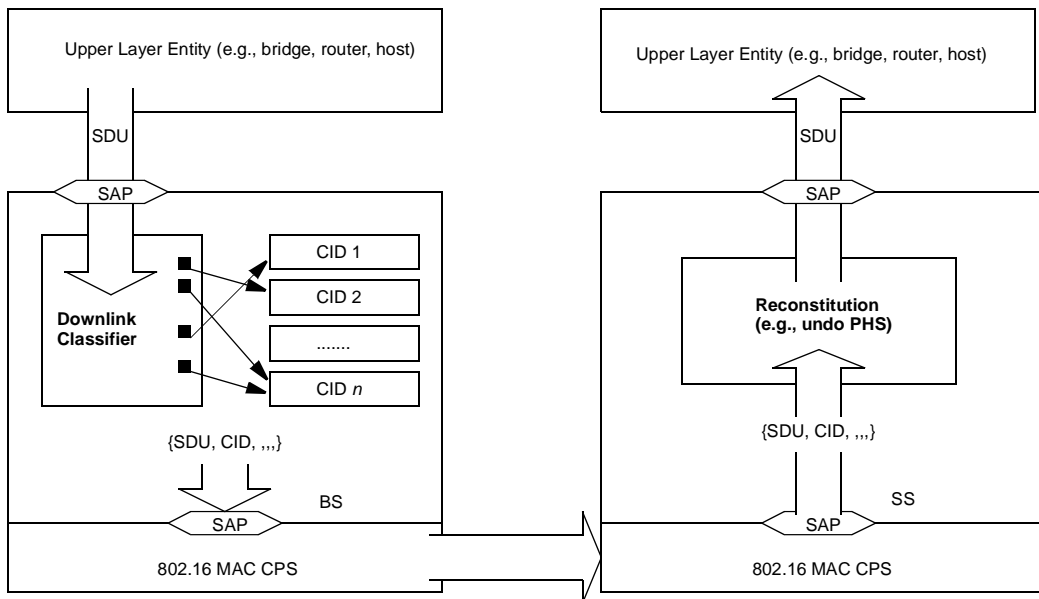 Upper Layer Entity (e.g., bridge, router, host)
SDU
SAP
Downlink
Classifier
CID 1
CID 2
.......
CID n
{SDU, CID, ,,,}
BS
SAP
802.16 MAC CPS
Upper Layer Entity (e.g., bridge, router, host)
SDU
SAP
Reconstitution
(e.g., undo PHS)
{SDU, CID, ,,,}
SS
SAP
802.16 MAC CPS